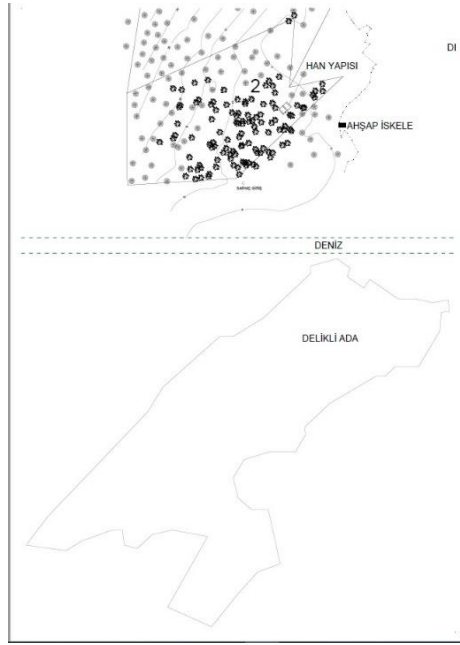 DI
HAN YAPISI
2
AHŞAP İSKELE
DENİZ
DELİKLİ ADA